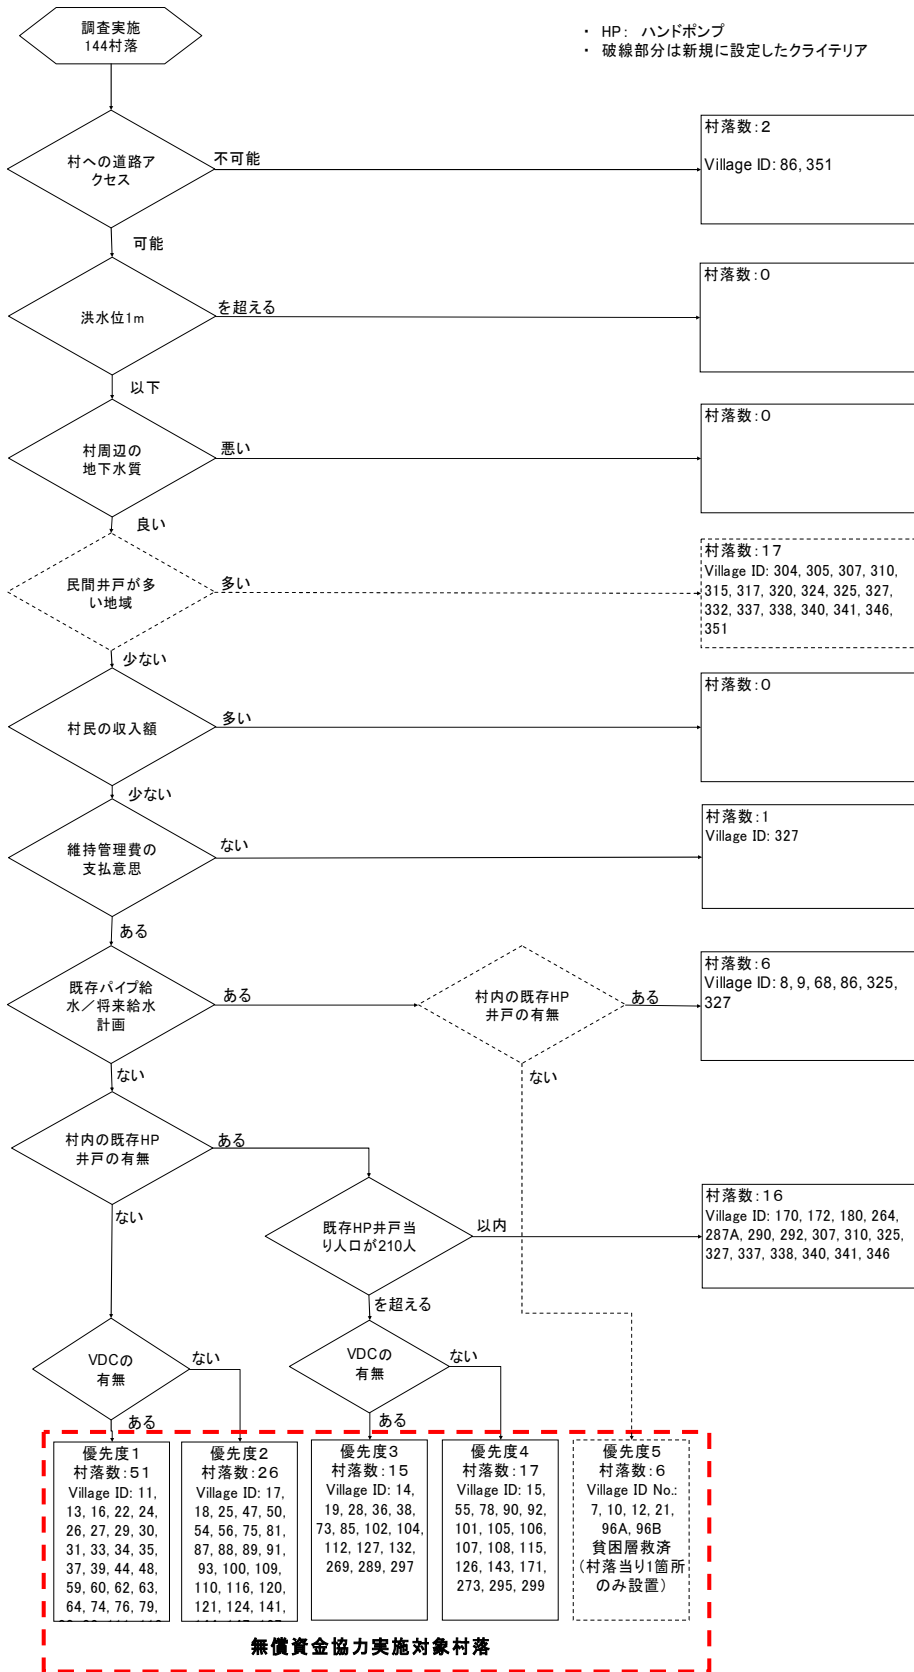 調査実施
144村落
・ HP: ハンドポンプ
・ 破線部分は新規に設定したクライテリア
村への道路ア
クセス
不可能
村落数:2
Village ID: 86, 351
可能
洪水位1m
を超える
村落数:0
以下
村周辺の
地下水質
悪い
村落数:0
良い
民間井戸が多
い地域
多い
村落数:17
Village ID: 304, 305, 307, 310,
315, 317, 320, 324, 325, 327,
332, 337, 338, 340, 341, 346,
351
少ない
村民の収入額
多い
村落数:0
少ない
維持管理費の
支払意思
ない
村落数:1
Village ID: 327
ある
既存パイプ給
水／将来給水
計画
ある
村内の既存HP
井戸の有無
ある
村落数:6
Village ID: 8, 9, 68, 86, 325,
327
ない
ない
村内の既存HP
井戸の有無
ある
既存HP井戸当
り人口が210人
以内
村落数:16
Village ID: 170, 172, 180, 264,
287A, 290, 292, 307, 310, 325,
327, 337, 338, 340, 341, 346
ない
を超える
VDCの
有無
ない
VDCの
有無
ない
ある
ある
優先度1
村落数:51
Village ID: 11,
13, 16, 22, 24,
26, 27, 29, 30,
31, 33, 34, 35,
37, 39, 44, 48,
59, 60, 62, 63,
64, 74, 76, 79,
優先度2
村落数:26
Village ID: 17,
18, 25, 47, 50,
54, 56, 75, 81,
87, 88, 89, 91,
93, 100, 109,
110, 116, 120,
121, 124, 141,
優先度3
村落数:15
Village ID: 14,
19, 28, 36, 38,
73, 85, 102, 104,
112, 127, 132,
269, 289, 297
優先度4
村落数:17
Village ID: 15,
55, 78, 90, 92,
101, 105, 106,
107, 108, 115,
126, 143, 171,
273, 295, 299
優先度5
村落数:6
Village ID No.:
7, 10, 12, 21,
96A, 96B
貧困層救済
(村落当り1箇所
のみ設置)
無償資金協力実施対象村落